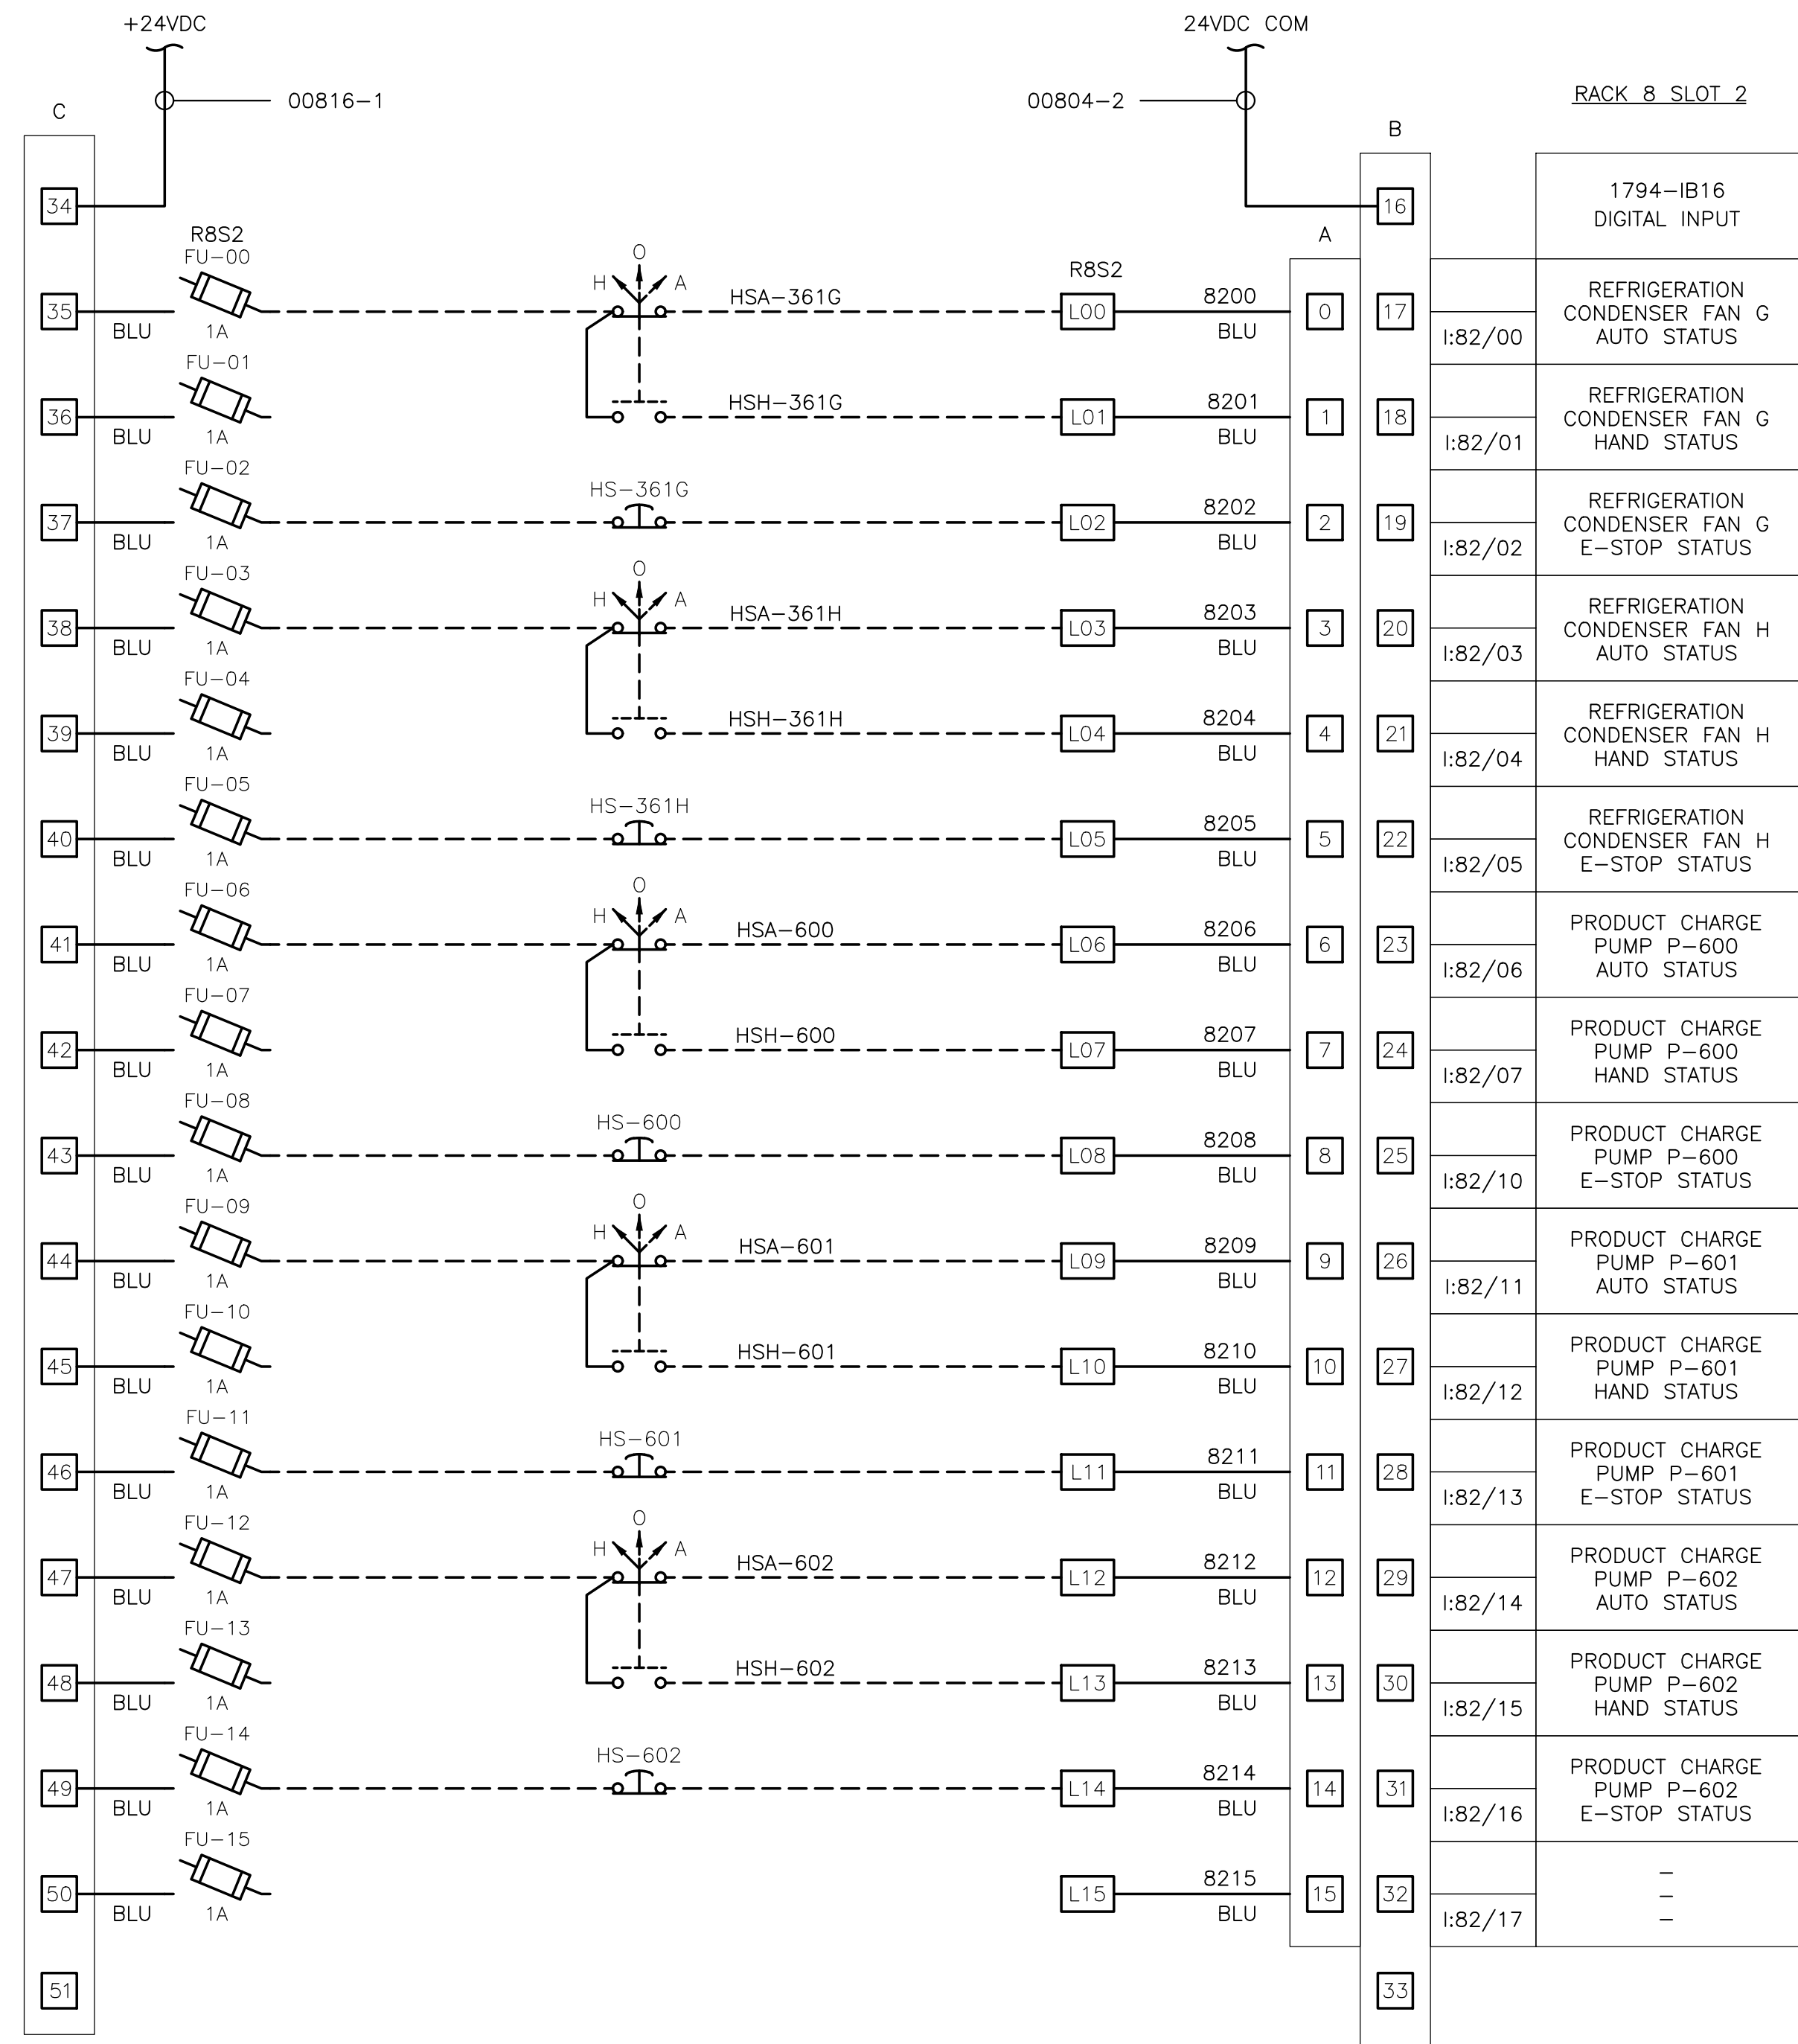 +24VDC
24VDC COM
00816-1
00804-2
RACK 8 SLOT 2
C
B
34
16
1794-IB16
DIGITAL INPUT
A
R8S2
FU-00
35
BLU
1A
H
O
A
HSA-361G
R8S2
L00
8200
BLU
0
17
I:82/00
REFRIGERATION
CONDENSER FAN G
AUTO STATUS
FU-01
36
BLU
1A
HSH-361G
L01
8201
BLU
1
18
I:82/01
REFRIGERATION
CONDENSER FAN G
HAND STATUS
FU-02
37
BLU
1A
HS-361G
L02
8202
BLU
2
19
I:82/02
REFRIGERATION
CONDENSER FAN G
E-STOP STATUS
FU-03
38
BLU
1A
H
O
A
HSA-361H
L03
8203
BLU
3
20
I:82/03
REFRIGERATION
CONDENSER FAN H
AUTO STATUS
FU-04
39
BLU
1A
HSH-361H
L04
8204
BLU
4
21
I:82/04
REFRIGERATION
CONDENSER FAN H
HAND STATUS
FU-05
40
BLU
1A
HS-361H
L05
8205
BLU
5
22
I:82/05
REFRIGERATION
CONDENSER FAN H
E-STOP STATUS
FU-06
41
BLU
1A
H
O
A
HSA-600
L06
8206
BLU
6
23
I:82/06
PRODUCT CHARGE
PUMP P-600
AUTO STATUS
FU-07
42
BLU
1A
HSH-600
L07
8207
BLU
7
24
I:82/07
PRODUCT CHARGE
PUMP P-600
HAND STATUS
FU-08
43
BLU
1A
HS-600
L08
8208
BLU
8
25
I:82/10
PRODUCT CHARGE
PUMP P-600
E-STOP STATUS
FU-09
44
BLU
1A
H
O
A
HSA-601
L09
8209
BLU
9
26
I:82/11
PRODUCT CHARGE
PUMP P-601
AUTO STATUS
FU-10
45
BLU
1A
HSH-601
L10
8210
BLU
10
27
I:82/12
PRODUCT CHARGE
PUMP P-601
HAND STATUS
FU-11
46
BLU
1A
HS-601
L11
8211
BLU
11
28
I:82/13
PRODUCT CHARGE
PUMP P-601
E-STOP STATUS
FU-12
47
BLU
1A
H
O
A
HSA-602
L12
8212
BLU
12
29
I:82/14
PRODUCT CHARGE
PUMP P-602
AUTO STATUS
FU-13
48
BLU
1A
HSH-602
L13
8213
BLU
13
30
I:82/15
PRODUCT CHARGE
PUMP P-602
HAND STATUS
FU-14
49
BLU
1A
HS-602
L14
8214
BLU
14
31
I:82/16
PRODUCT CHARGE
PUMP P-602
E-STOP STATUS
FU-15
50
BLU
1A
L15
8215
BLU
15
32
I:82/17
-
-
-
51
33